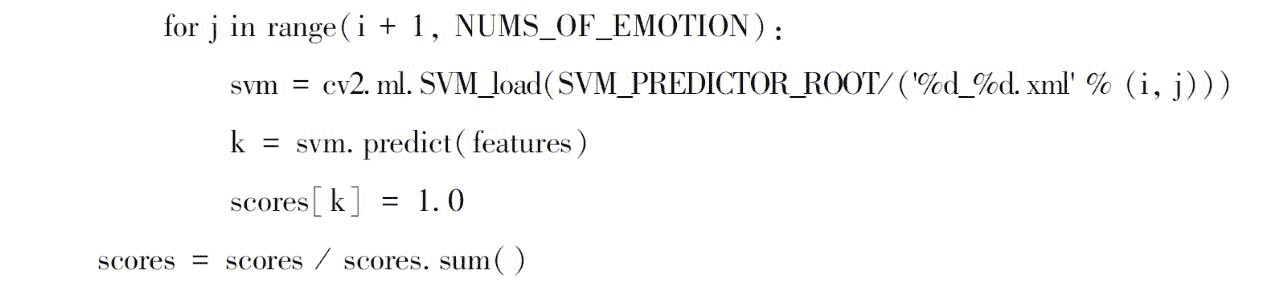 for j in range(i + 1, NUMS_OF_EMOTION):
svm = cv2.ml.SVM_load(SVM_PREDICTOR_ROOT/('%d_%d.xml' % (i, j)))
k = svm.predict(features)
scores[k] = 1.0
scores = scores / scores.sum()